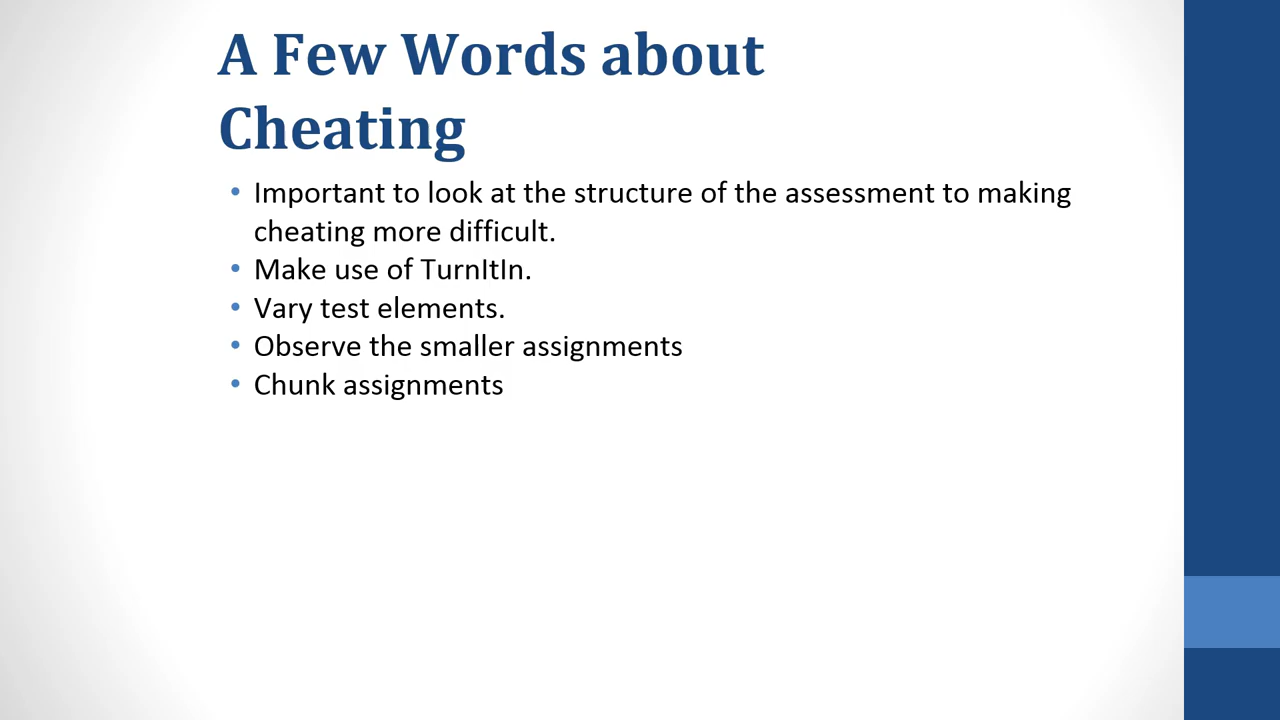 A Few Words about
Cheating
• Important to look at the structure of the assessment to making
cheating more difficult.
• Make use of TurnItIn.
• Vary test elements.
• Observe the smaller assignments
• Chunk assignments